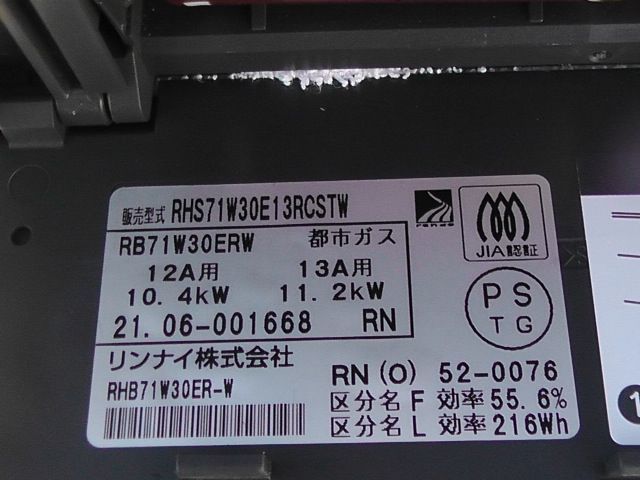 販売型式 RHS71W30E13RCSTW
RB71W30ERW 都市ガス
12A用 13A用
10.4kW 11.2kW
21.06-001668 RN
リンナイ株式会社
RHB71W30ER-W
JIA認証
PS
TG
RN(O) 52-0076
区分名 F 効率 55.6%
区分名 L 効率 216Wh
1